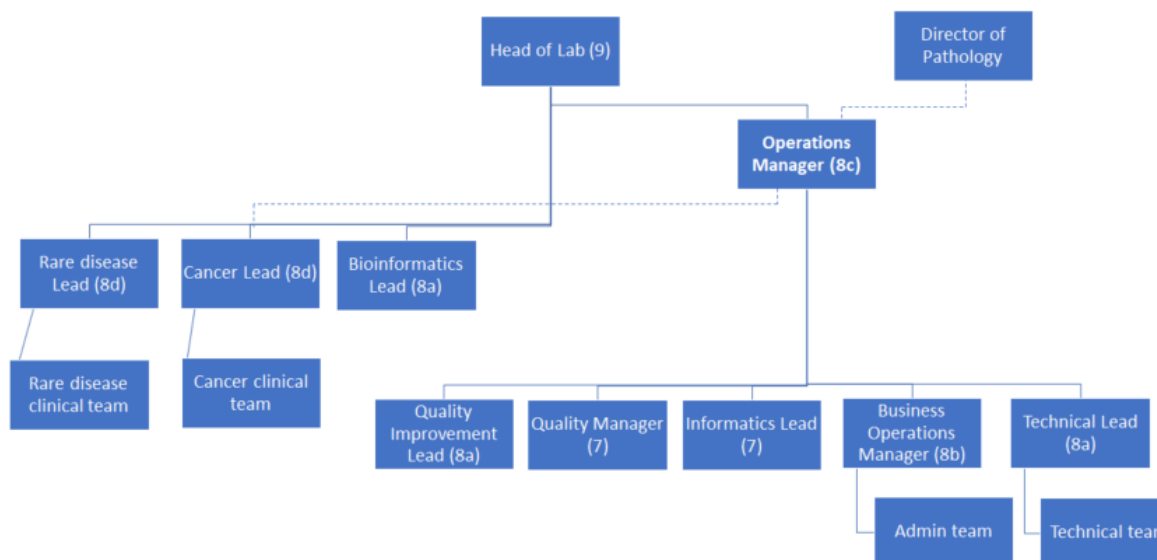 Head of Lab (9)
Director of
Pathology
Operations
Manager (8c)
Rare disease
Lead (8d)
Cancer Lead (8d)
Bioinformatics
Lead (8a)
Rare disease
clinical team
Cancer clinical
team
Quality
Improvement
Lead (8a)
Quality Manager
(7)
Informatics Lead
(7)
Business
Operations
Manager (8b)
Technical Lead
(8a)
Admin team
Technical team